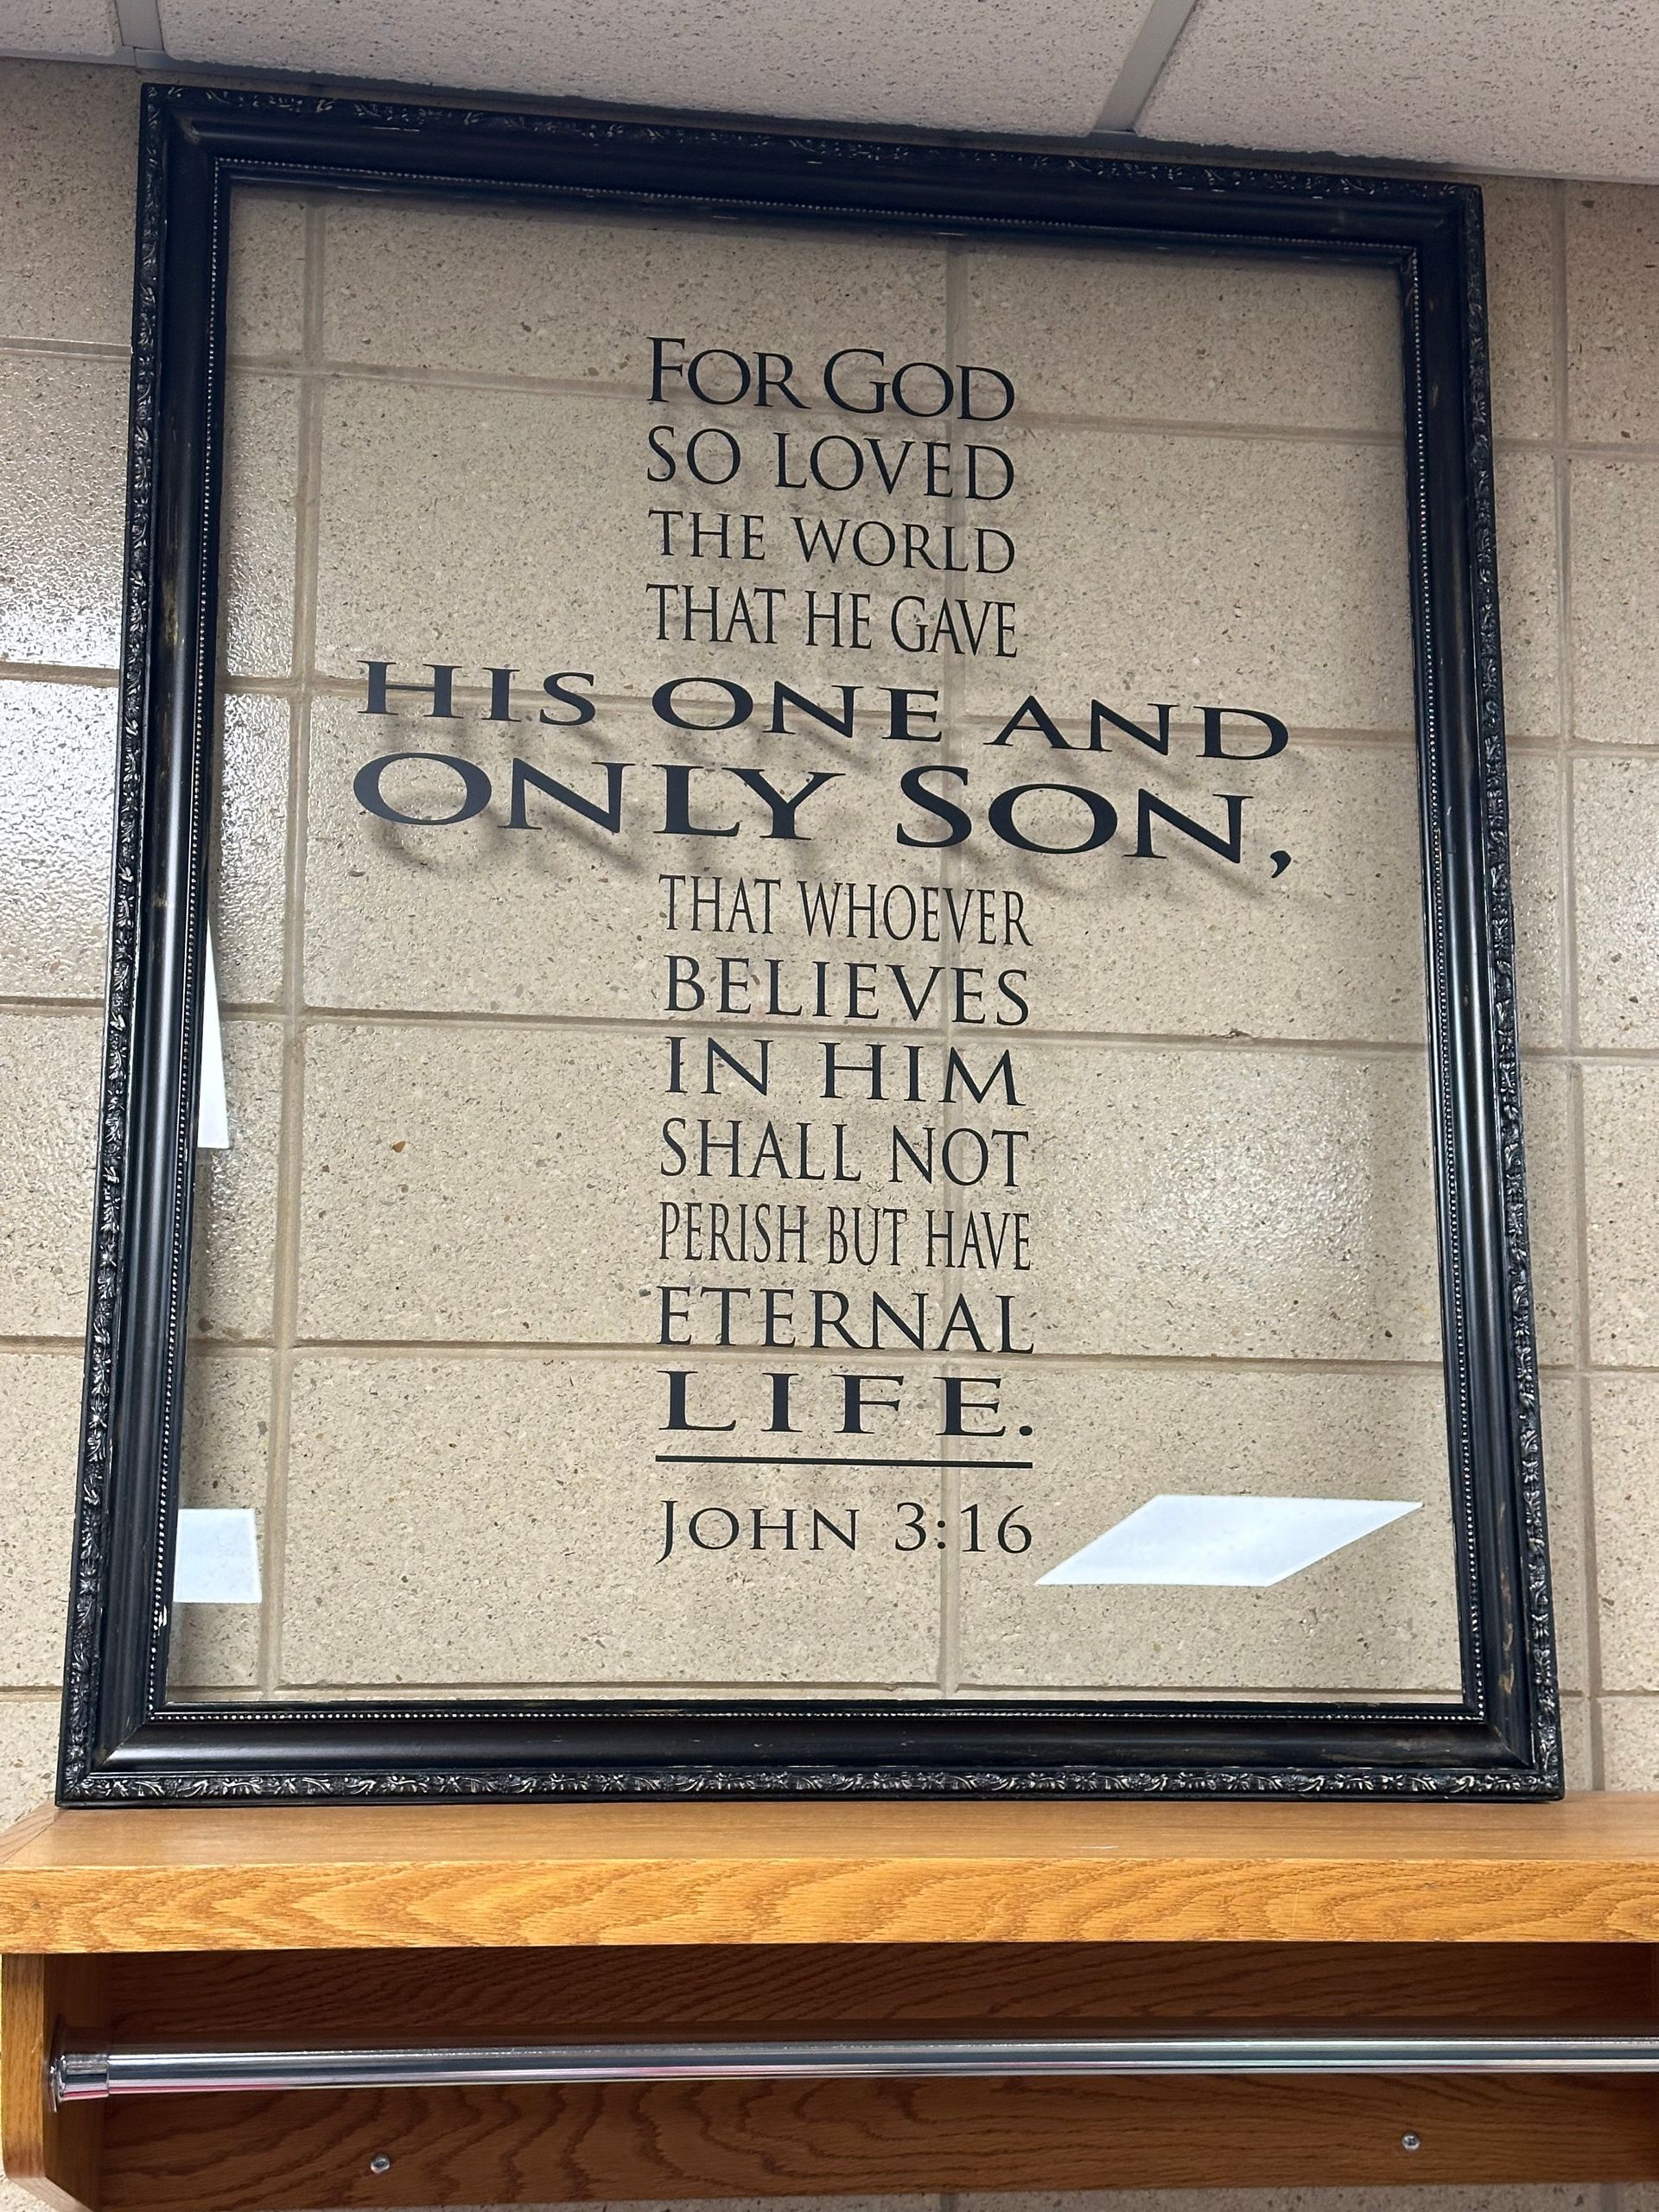 FOR GOD
SO LOVED
THE WORLD
THAT HE GAVE
HIS ONE AND
ONLY SON,
THAT WHOEVER
BELIEVES
IN HIM
SHALL NOT
PERISH BUT HAVE
ETERNAL
LIFE.
JOHN 3:16